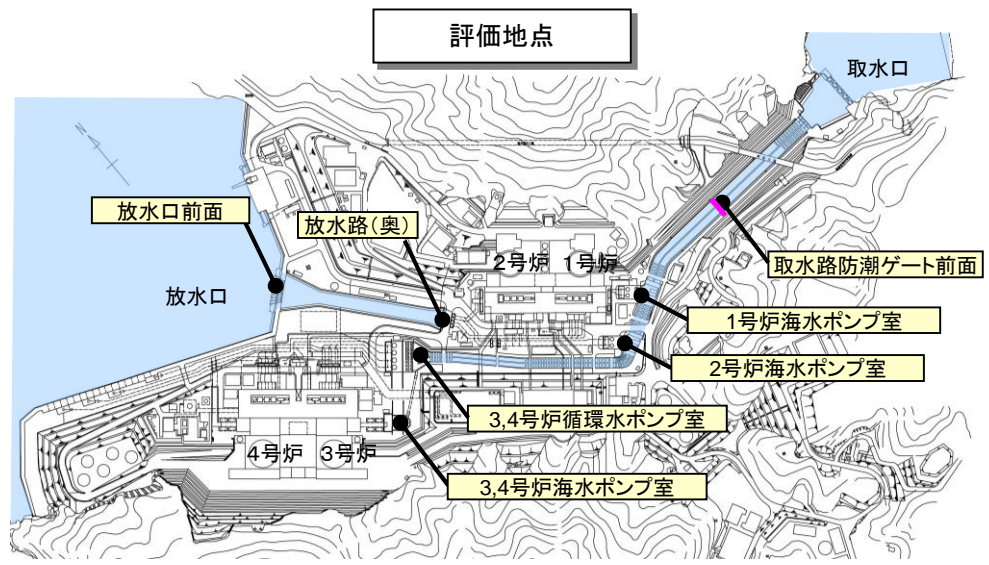 評価地点
取水口
N
放水口前面
放水路(奥)
2号炉 1号炉
取水路防潮ゲート前面
放水口
1号炉海水ポンプ室
2号炉海水ポンプ室
3,4号炉循環水ポンプ室
4号炉 3号炉
3,4号炉海水ポンプ室